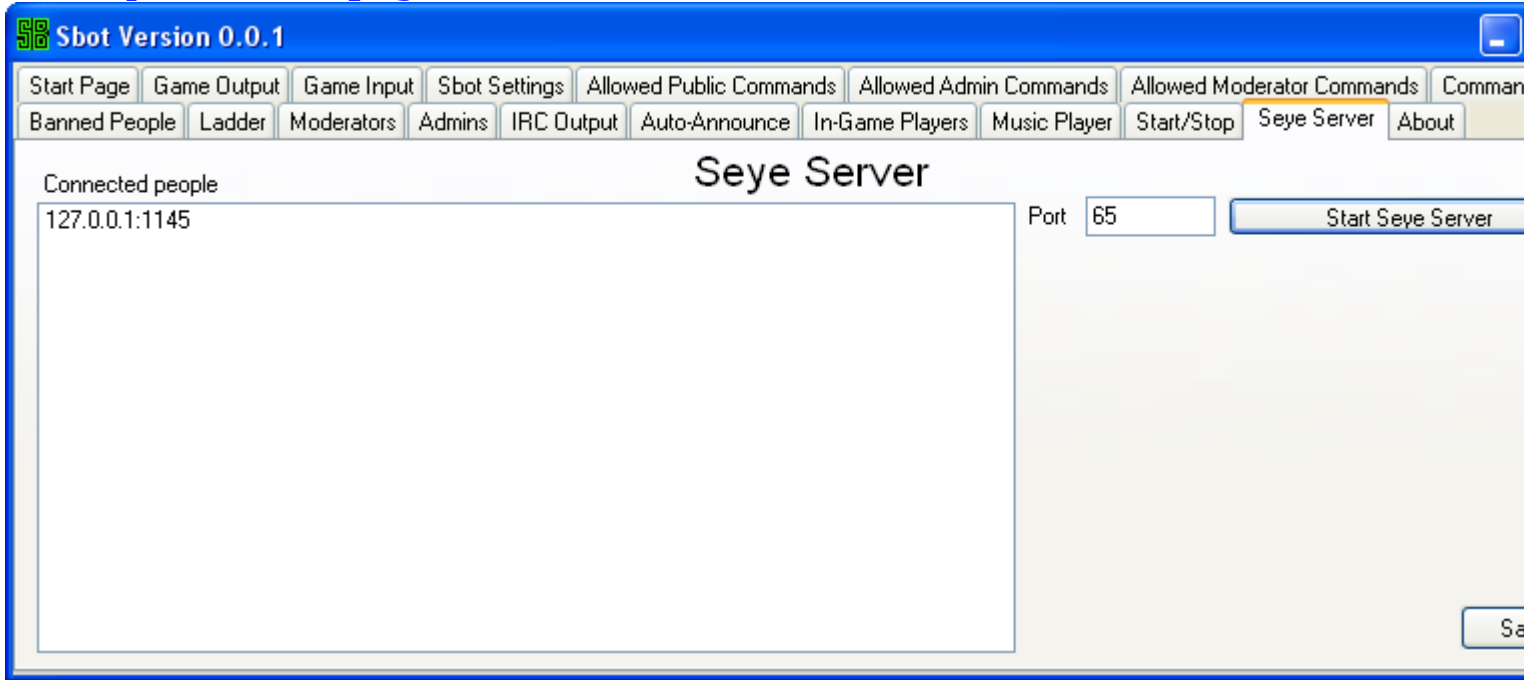 Sbot Version 0.0.1
Start Page Game Output Game Input Sbot Settings Allowed Public Commands Allowed Admin Commands Allowed Moderator Commands Comman
Banned People Ladder Moderators Admins IRC Output Auto-Announce In-Game Players Music Player Start/Stop Seye Server About
Seye Server
Connected people
127.0.0.1:1145
Port 65 Start Seye Server
Sa